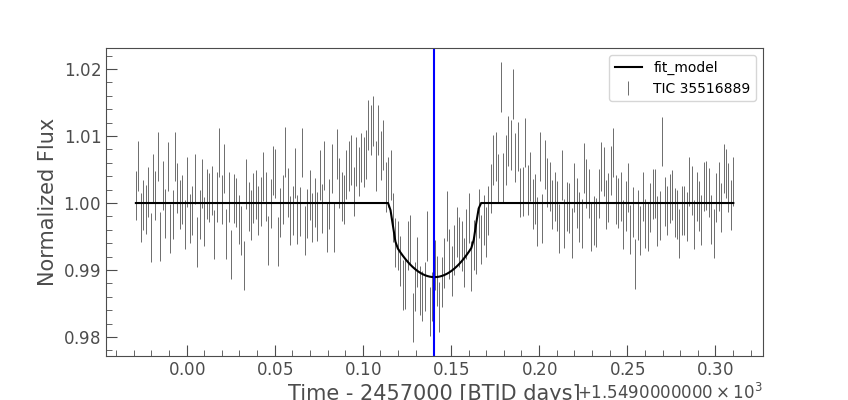 fit_model
TIC 35516889
1.02
1.01
1.00
0.99
0.98
Normalized Flux
0.00 0.05 0.10 0.15 0.20 0.25 0.30
Time - 2457000 [BTJD days]
+1.5490000000 × 10³